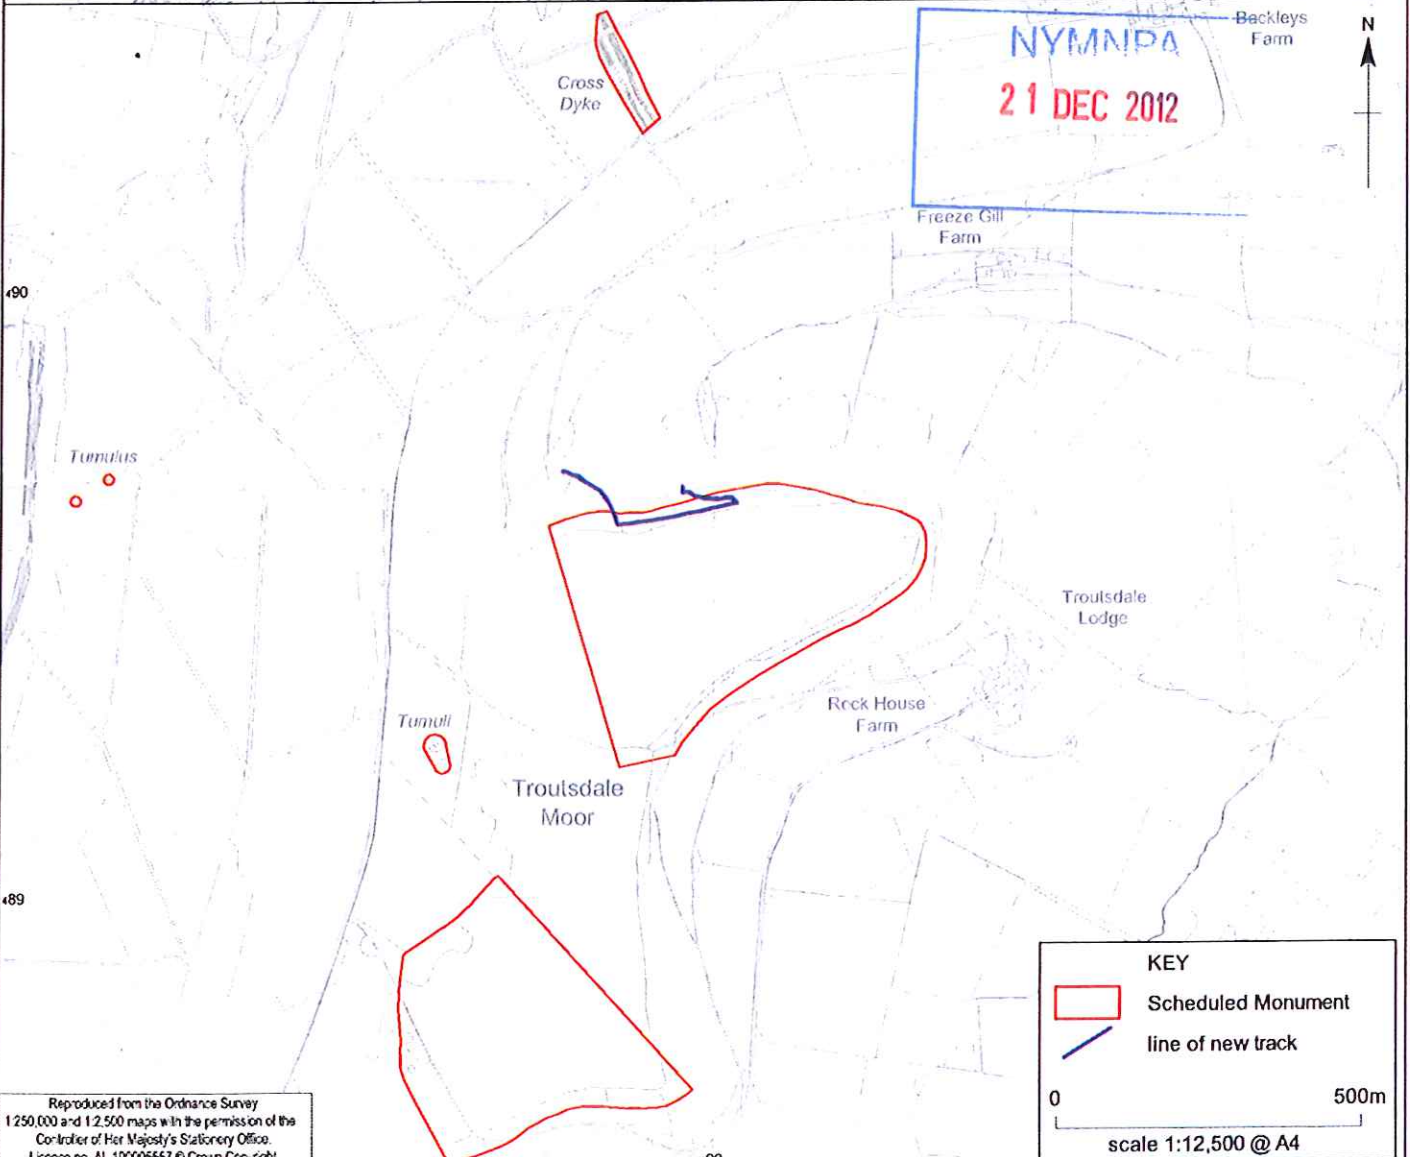 Beckleys
Farm
N
NYMNPA
21 DEC 2012
Cross
Dyke
Freeze Gill
Farm
490
Tumulus
Troutsdale
Lodge
Rock House
Farm
Tumuli
Troutsdale
Moor
489
KEY
Scheduled Monument
line of new track
0 500m
scale 1:12,500 @ A4
Reproduced from the Ordnance Survey
1:250,000 and 1:2,500 maps with the permission of the
Controller of Her Majesty's Stationery Office.